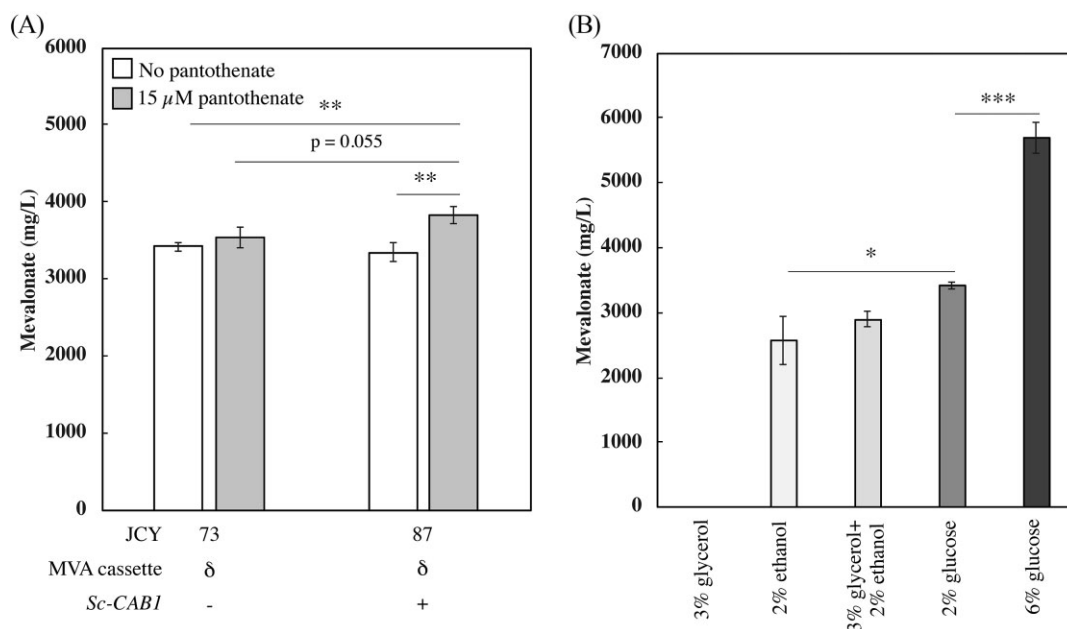 (A)
Mevalonate (mg/L)
6000
5000
4000
3000
2000
1000
0
No pantothenate
15 µM pantothenate
**
p = 0.055
**
JCY 73 87
MVA cassette δ δ
Sc-CAB1 - +
(B)
Mevalonate (mg/L)
7000
6000
5000
4000
3000
2000
1000
0
***
*
3% glycerol
2% ethanol
3% glycerol+
2% ethanol
2% glucose
6% glucose